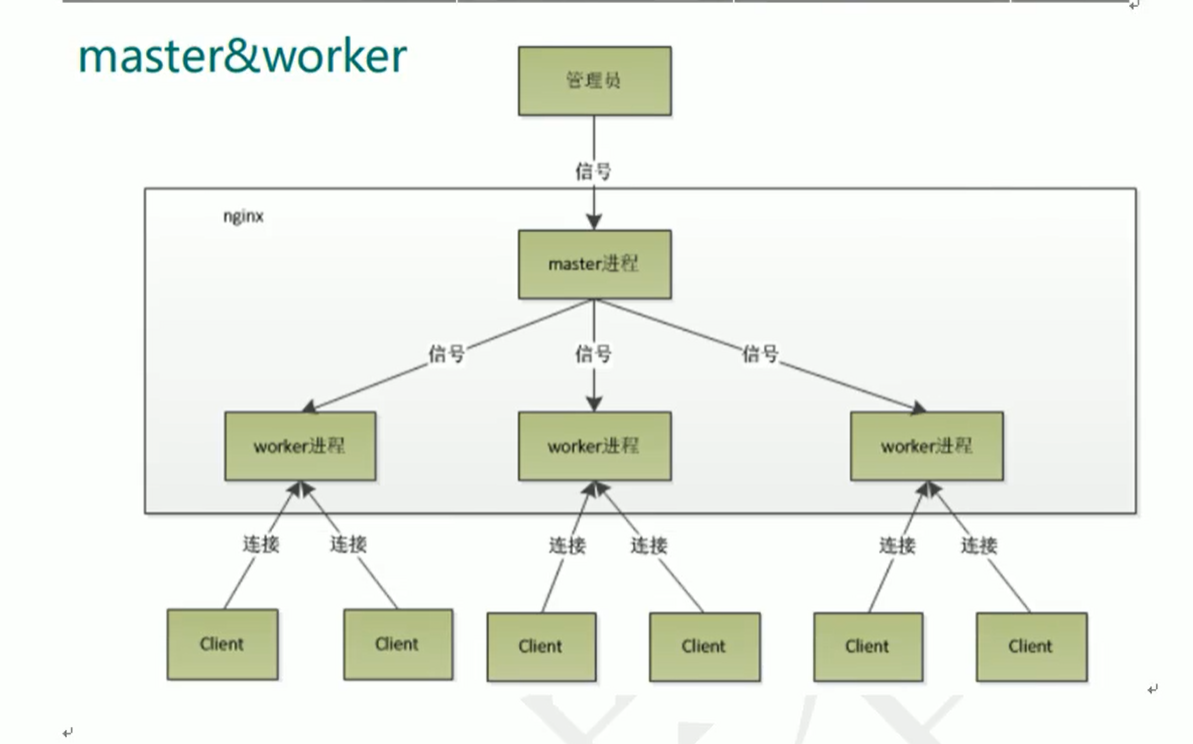 master&worker
管理员
信号
nginx
master进程
信号 信号 信号
worker进程 worker进程 worker进程
连接 连接 连接 连接 连接 连接
Client Client Client Client Client Client